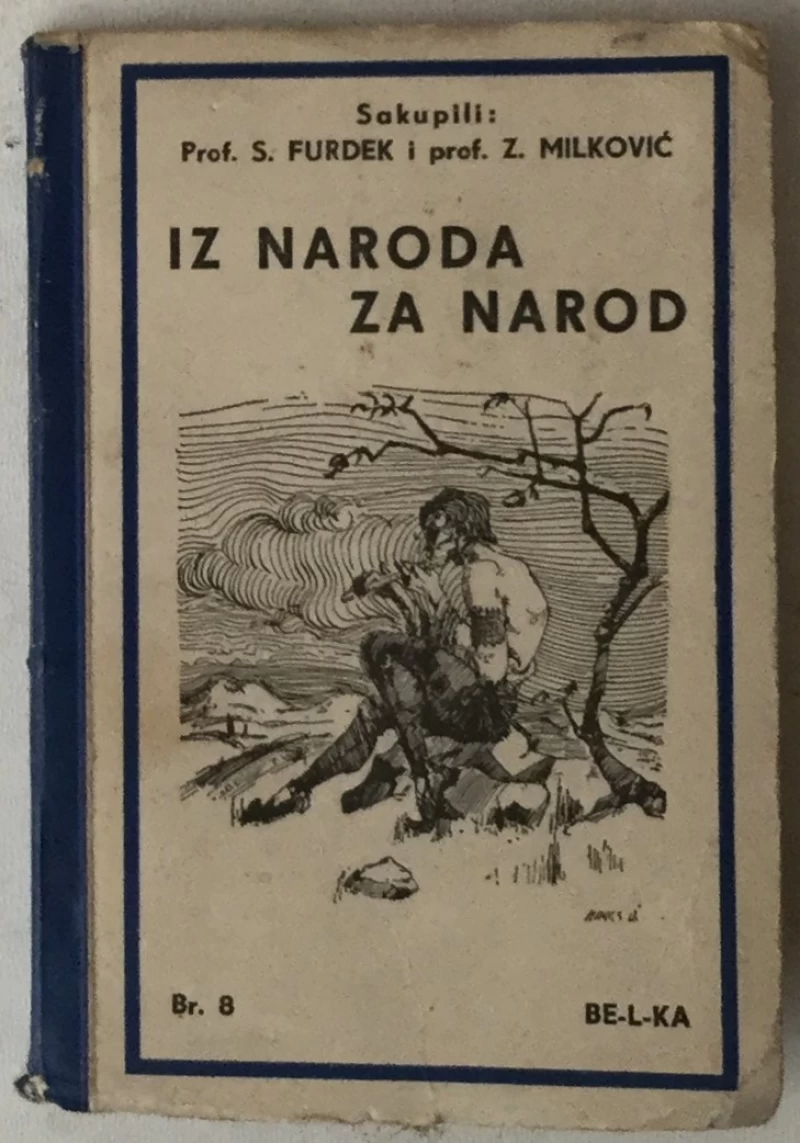 Sakupili:
Prof. S. FURDEK i prof. Z. MILKOVIĆ
IZ NARODA
ZA NAROD
Br. 8
BE-L-KA